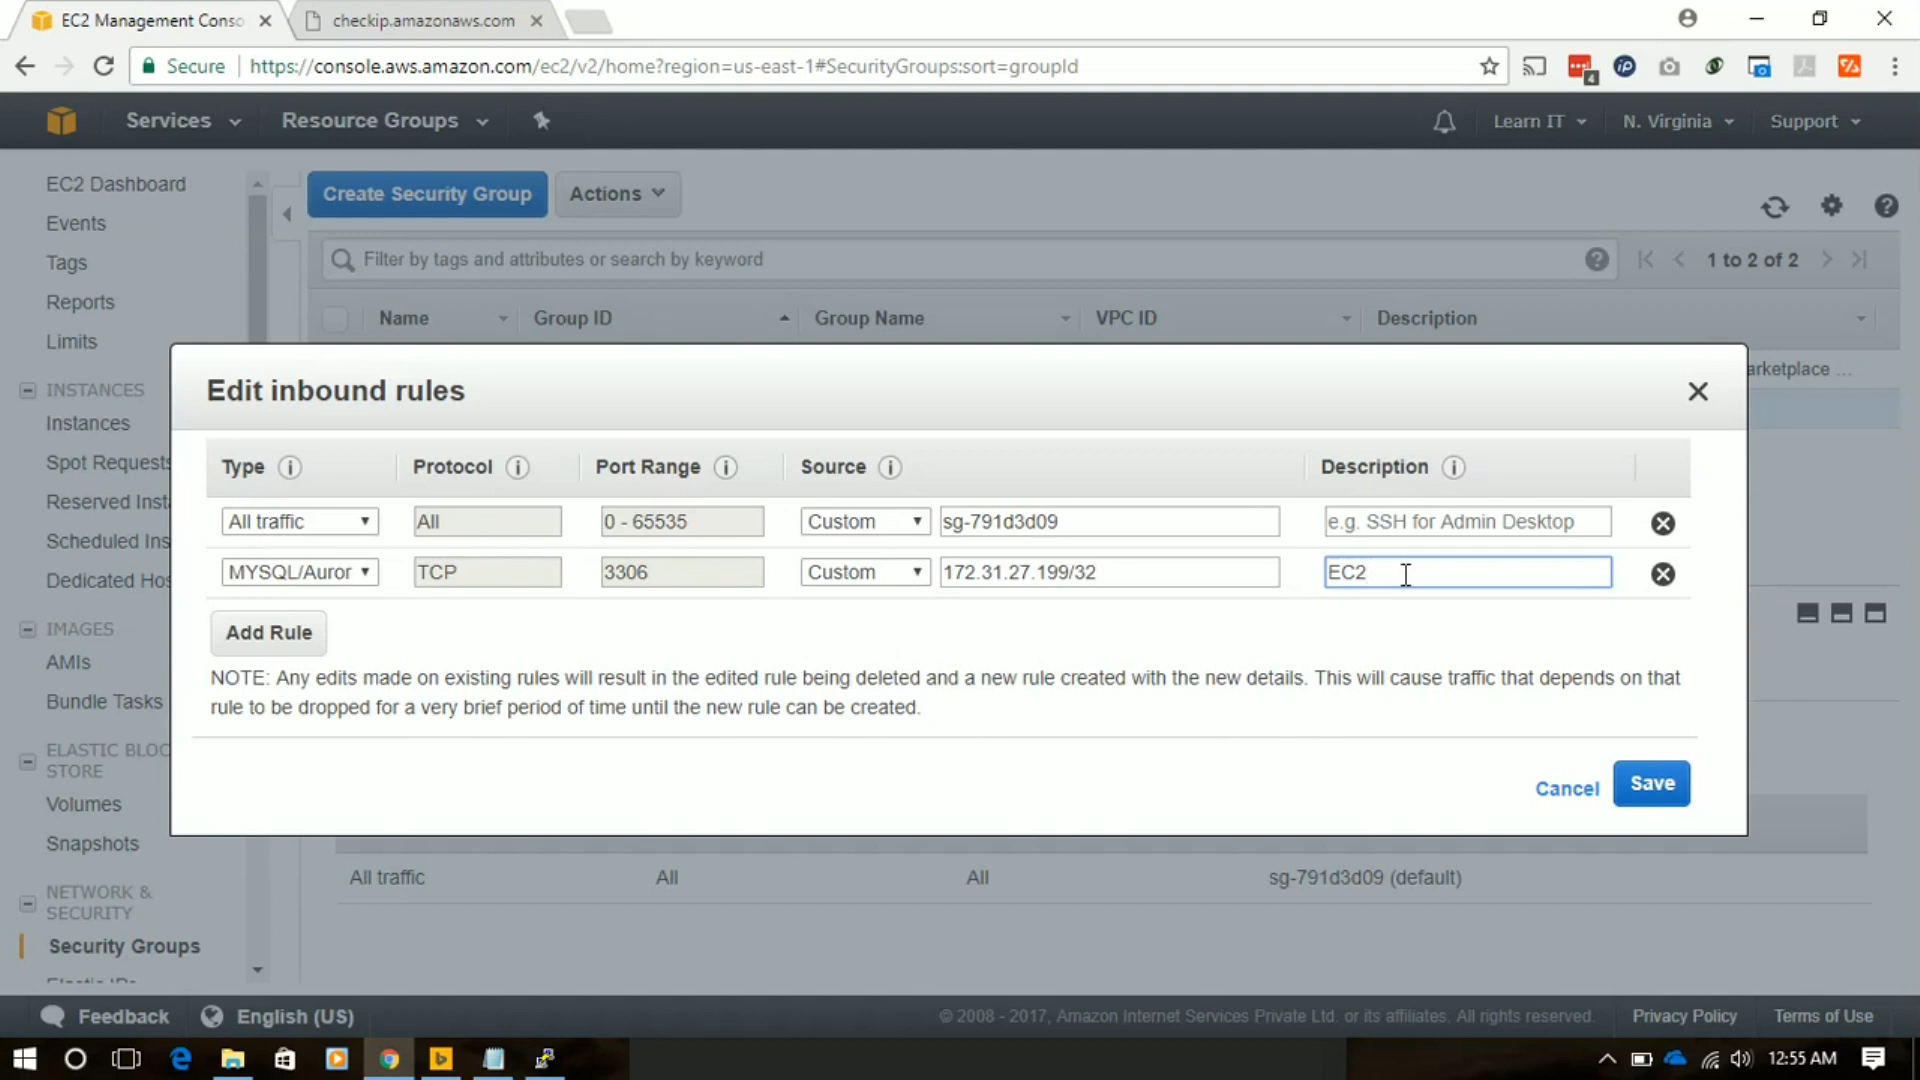 EC2 Management Conso
checkip.amazonaws.com
Secure
https://console.aws.amazon.com/ec2/v2/home?region=us-east-1#SecurityGroups:sort=groupId
4
Services
Resource Groups
Learn IT
N. Virginia
Support
EC2 Dashboard
Events
Tags
Reports
Limits
INSTANCES
Instances
Spot Requests
Reserved Inst
Scheduled Ins
Dedicated Hos
IMAGES
AMIs
Bundle Tasks
ELASTIC BLOC
STORE
Volumes
Snapshots
NETWORK &
SECURITY
Security Groups
Create Security Group
Actions
Filter by tags and attributes or search by keyword
1 to 2 of 2
Name
Group ID
Group Name
VPC ID
Description
arketplace ...
Edit inbound rules
Type
Protocol
Port Range
Source
Description
All traffic
All
0 - 65535
Custom
sg-791d3d09
e.g. SSH for Admin Desktop
MYSQL/Auror
TCP
3306
Custom
172.31.27.199/32
EC2
Add Rule
NOTE: Any edits made on existing rules will result in the edited rule being deleted and a new rule created with the new details. This will cause traffic that depends on that
rule to be dropped for a very brief period of time until the new rule can be created.
Cancel
Save
All traffic
All
All
sg-791d3d09 (default)
Feedback
English (US)
© 2008 - 2017, Amazon Internet Services Private Ltd. or its affiliates. All rights reserved.
Privacy Policy
Terms of Use
12:55 AM